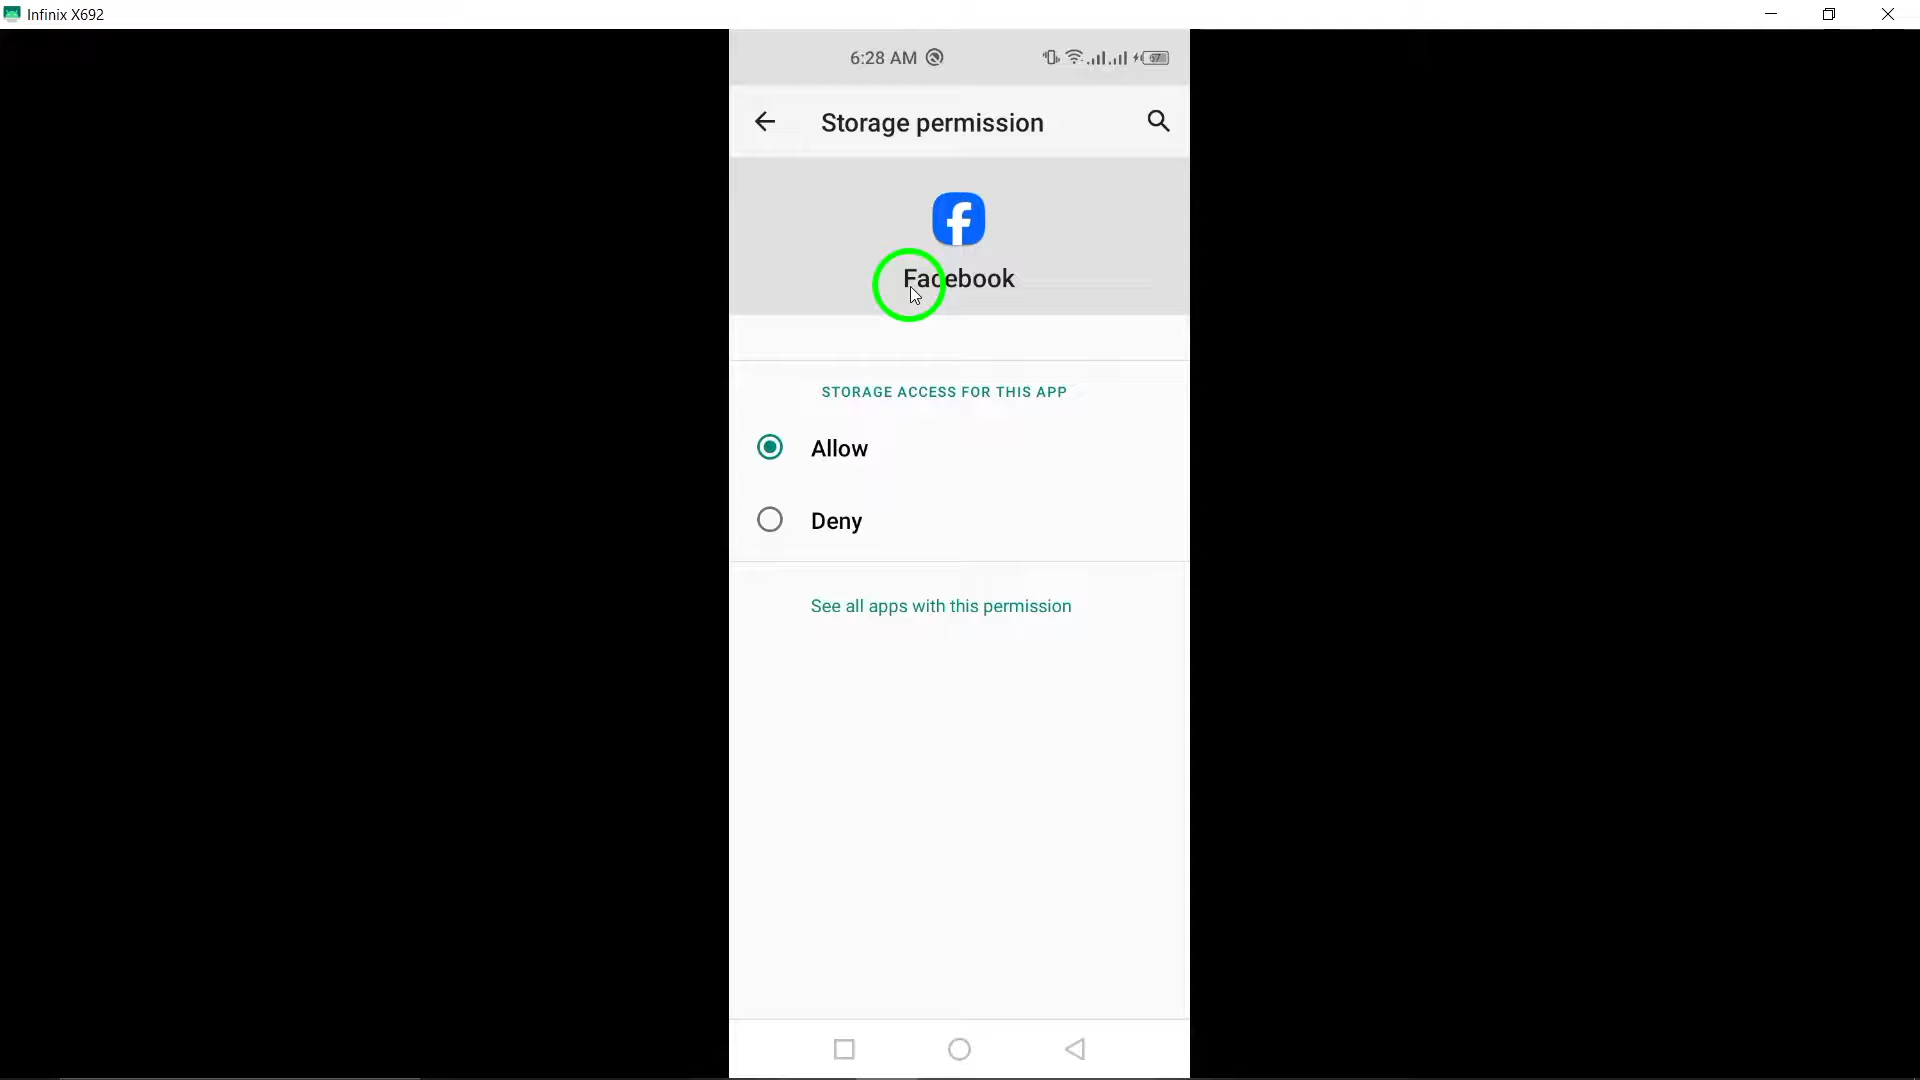 Infinix X692
6:28 AM
67
Storage permission
Facebook
STORAGE ACCESS FOR THIS APP
Allow
Deny
See all apps with this permission